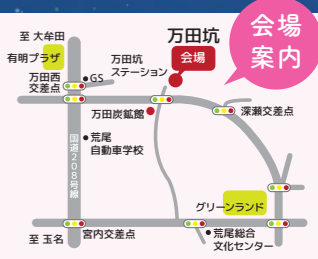 会場
案内
至 大牟田
有明プラザ
万田西
交差点
GS
万田坑
ステーション
万田坑
会場
万田炭鉱館
深瀬交差点
荒尾
自動車学校
国道208号線
グリーンランド
至 玉名
宮内交差点
荒尾総合
文化センター